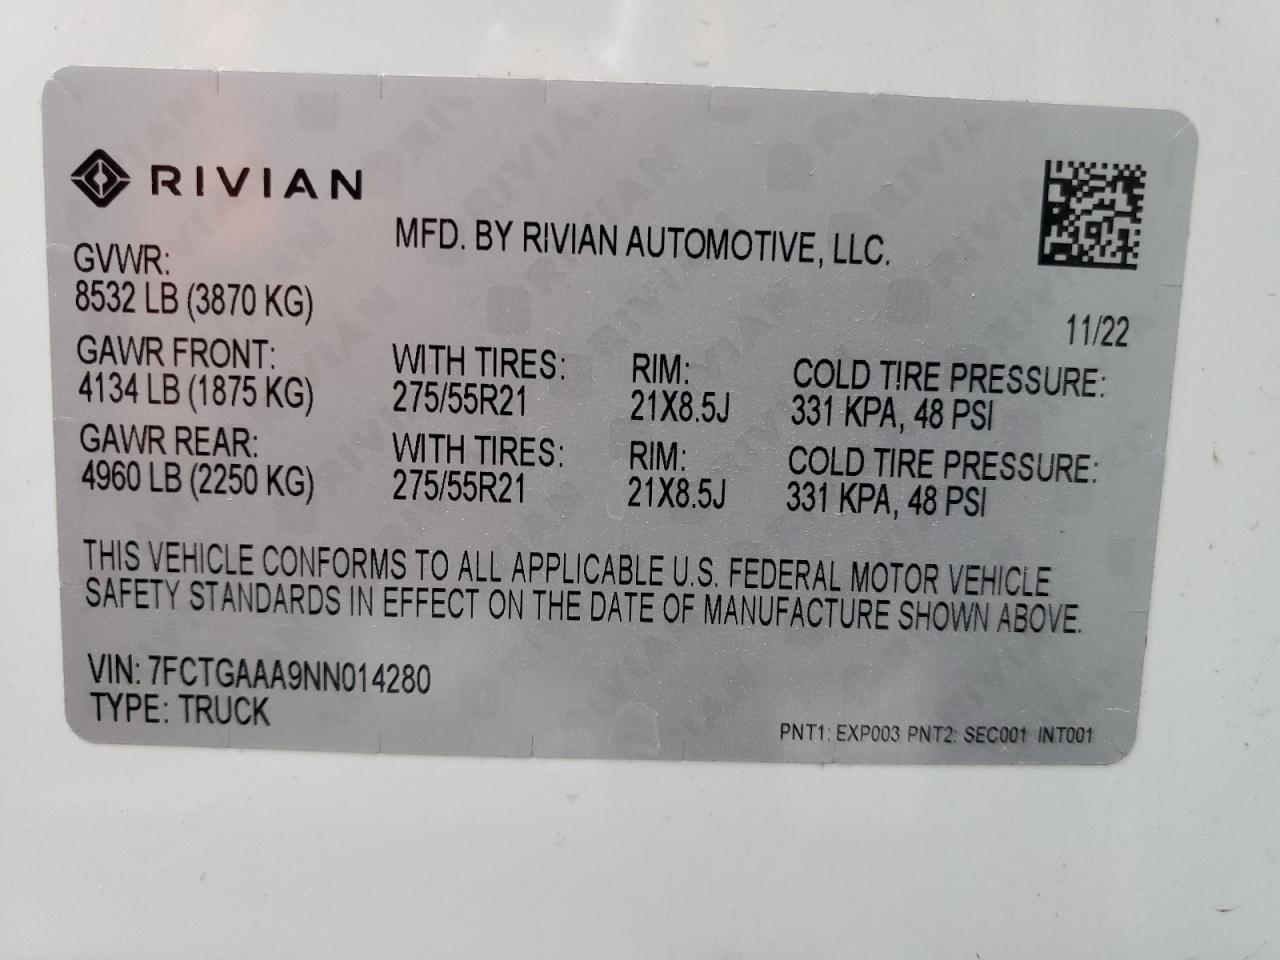 RIVIAN
MFD. BY RIVIAN AUTOMOTIVE, LLC.
GVWR:
8532 LB (3870 KG)
11/22
GAWR FRONT: WITH TIRES: RIM: COLD TIRE PRESSURE:
4134 LB (1875 KG) 275/55R21 21X8.5J 331 KPA, 48 PSI
GAWR REAR: WITH TIRES: RIM: COLD TIRE PRESSURE:
4960 LB (2250 KG) 275/55R21 21X8.5J 331 KPA, 48 PSI
THIS VEHICLE CONFORMS TO ALL APPLICABLE U.S. FEDERAL MOTOR VEHICLE
SAFETY STANDARDS IN EFFECT ON THE DATE OF MANUFACTURE SHOWN ABOVE.
VIN: 7FCTGAAA9NN014280
TYPE: TRUCK
PNT1: EXP003 PNT2: SEC001 INT001